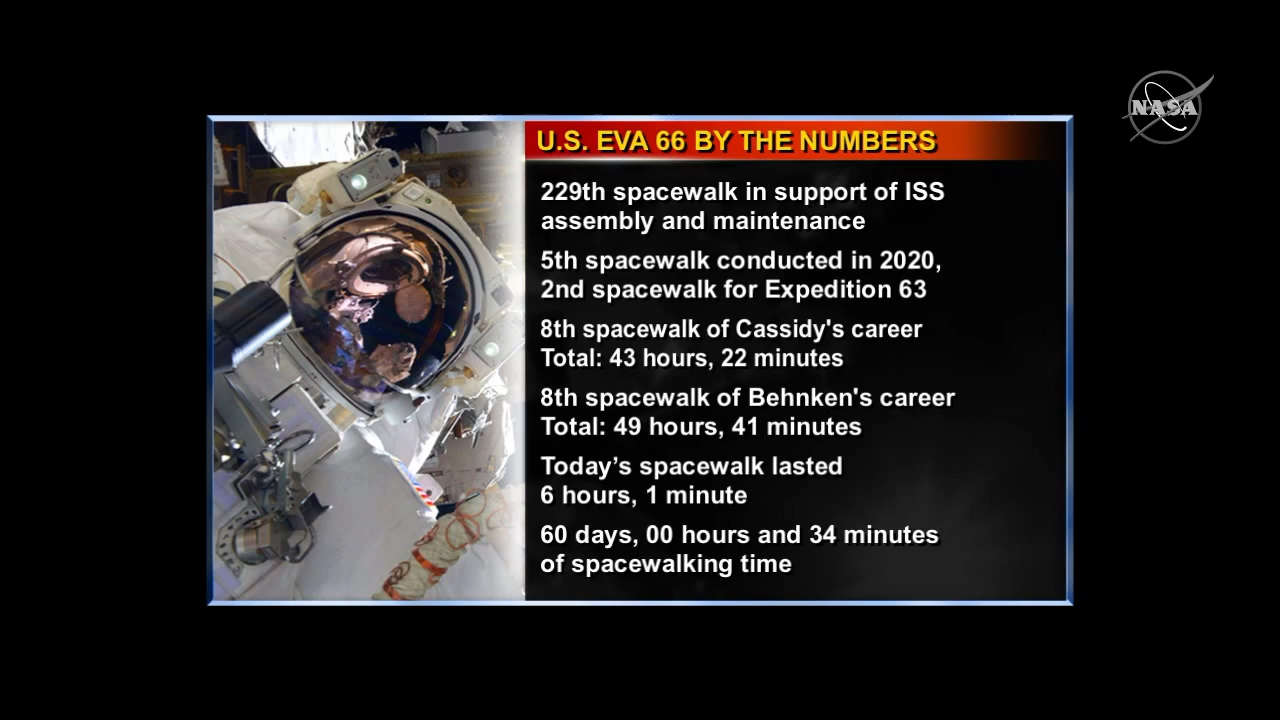 NASA
U.S. EVA 66 BY THE NUMBERS
229th spacewalk in support of ISS
assembly and maintenance
5th spacewalk conducted in 2020,
2nd spacewalk for Expedition 63
8th spacewalk of Cassidy's career
Total: 43 hours, 22 minutes
8th spacewalk of Behnken's career
Total: 49 hours, 41 minutes
Today’s spacewalk lasted
6 hours, 1 minute
60 days, 00 hours and 34 minutes
of spacewalking time